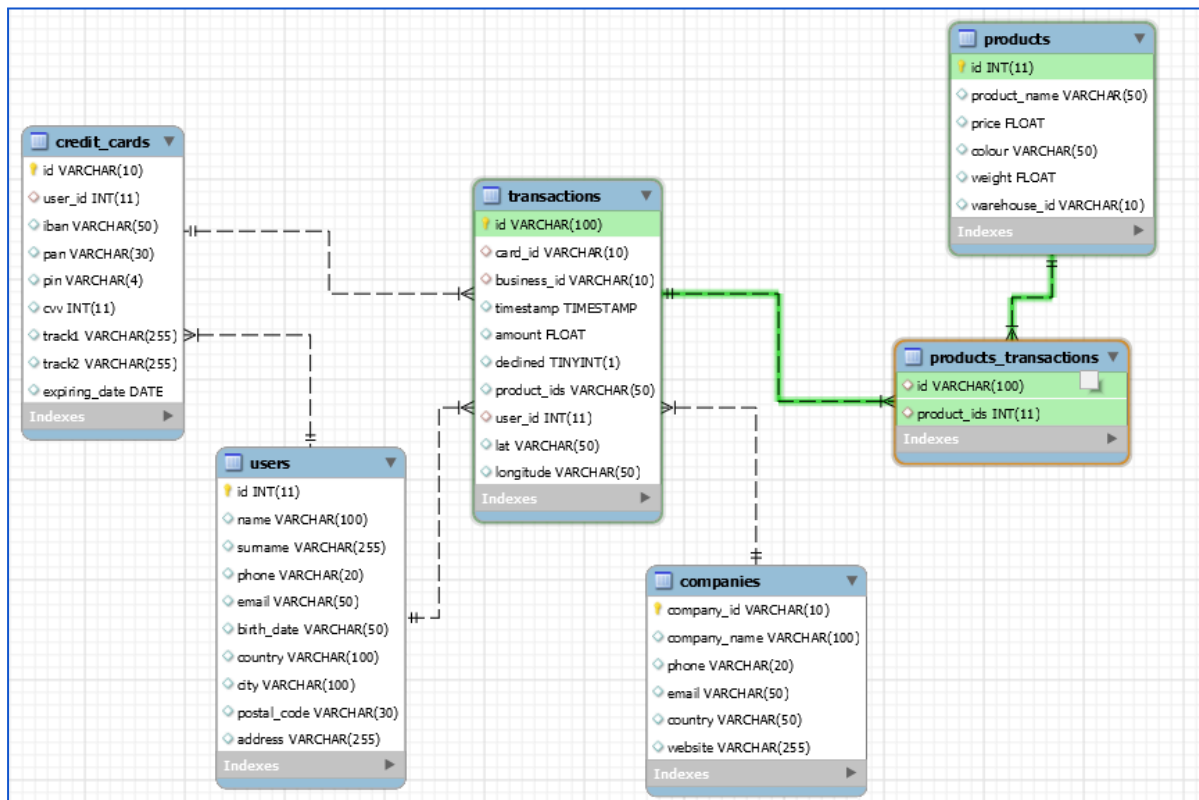 products
id INT(11)
product_name VARCHAR(50)
price FLOAT
colour VARCHAR(50)
weight FLOAT
warehouse_id VARCHAR(10)
Indexes
credit_cards
id VARCHAR(10)
user_id INT(11)
iban VARCHAR(50)
pan VARCHAR(30)
pin VARCHAR(4)
cvv INT(11)
track1 VARCHAR(255)
track2 VARCHAR(255)
expiring_date DATE
Indexes
transactions
id VARCHAR(100)
card_id VARCHAR(10)
business_id VARCHAR(10)
timestamp TIMESTAMP
amount FLOAT
declined TINYINT(1)
product_ids VARCHAR(50)
user_id INT(11)
lat VARCHAR(50)
longitude VARCHAR(50)
Indexes
products_transactions
id VARCHAR(100)
product_ids INT(11)
Indexes
users
id INT(11)
name VARCHAR(100)
surname VARCHAR(255)
phone VARCHAR(20)
email VARCHAR(50)
birth_date VARCHAR(50)
country VARCHAR(100)
city VARCHAR(100)
postal_code VARCHAR(30)
address VARCHAR(255)
Indexes
companies
company_id VARCHAR(10)
company_name VARCHAR(100)
phone VARCHAR(20)
email VARCHAR(50)
country VARCHAR(50)
website VARCHAR(255)
Indexes